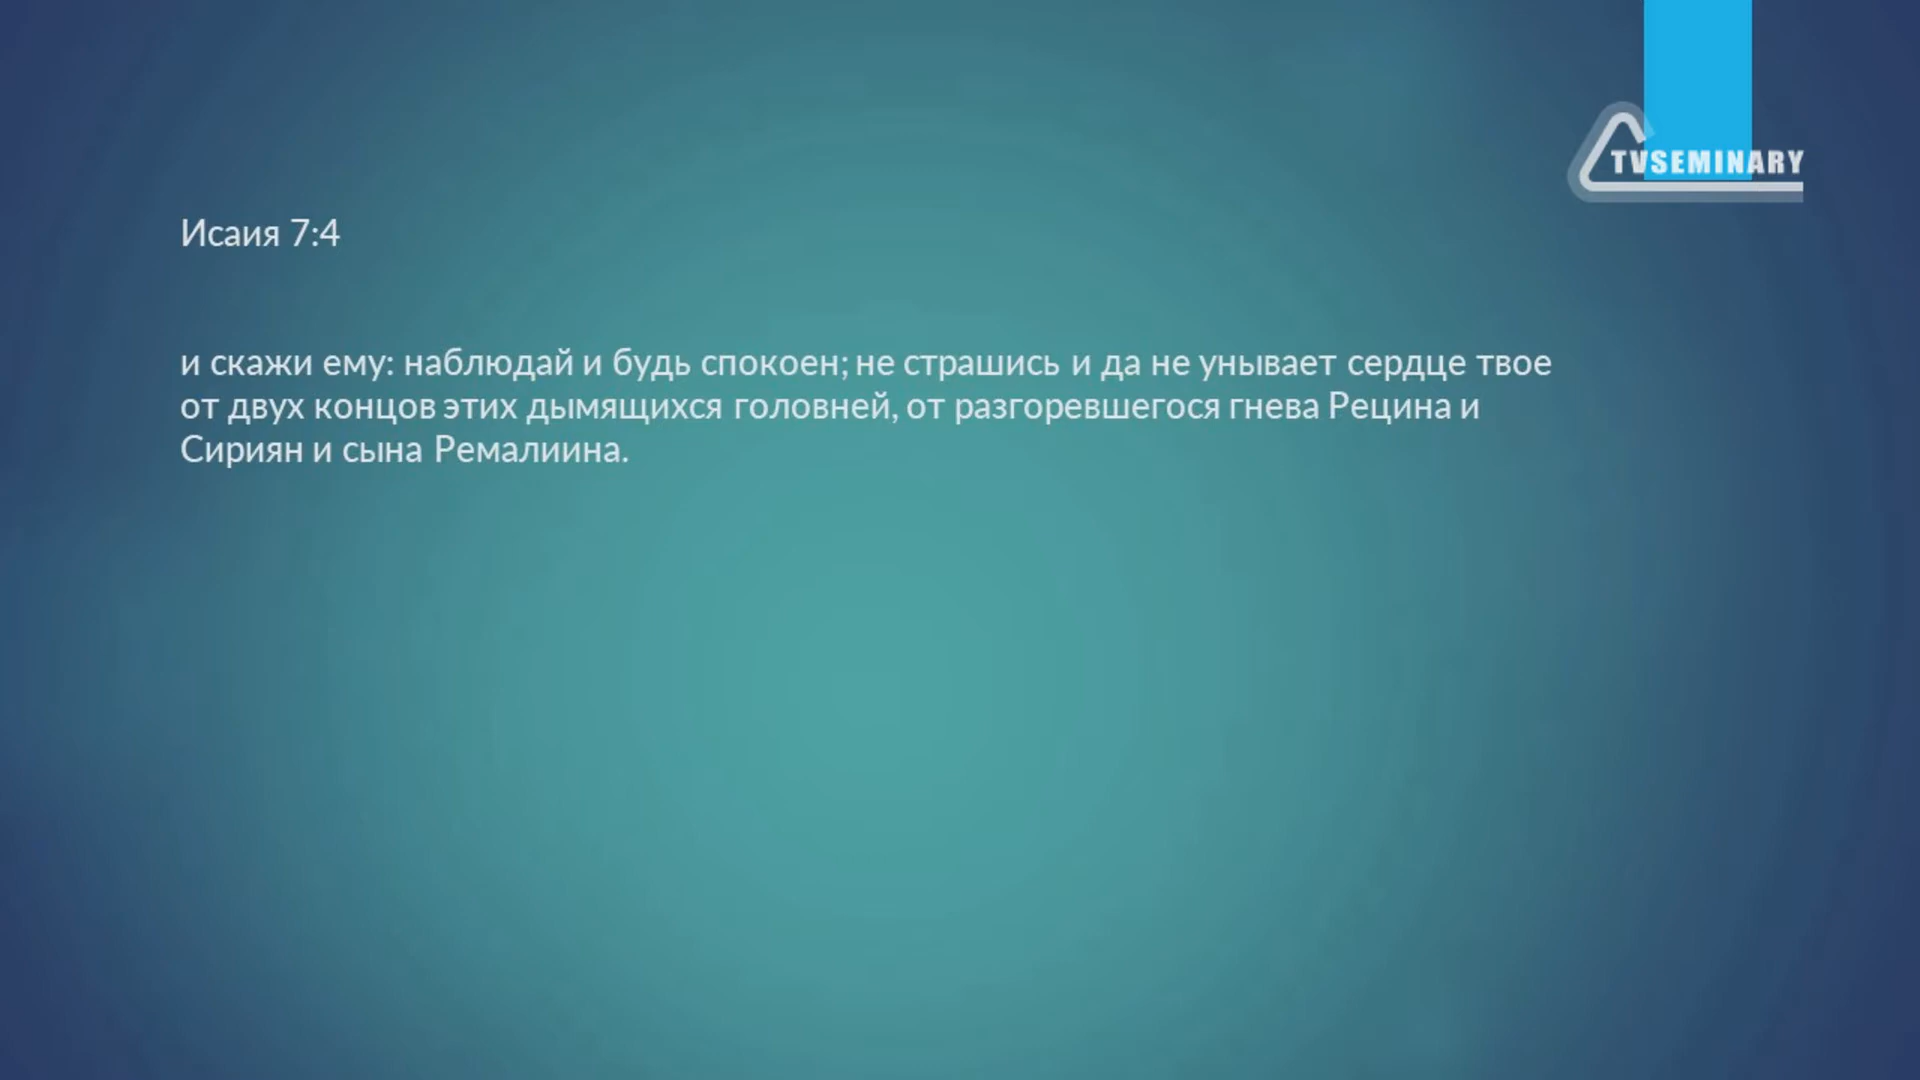 TVSEMINARY
Исаия 7:4
и скажи ему: наблюдай и будь спокоен; не страшись и да не унывает сердце твое
от двух концов этих дымящихся головней, от разгоревшегося гнева Рецина и
Сириян и сына Ремалиина.